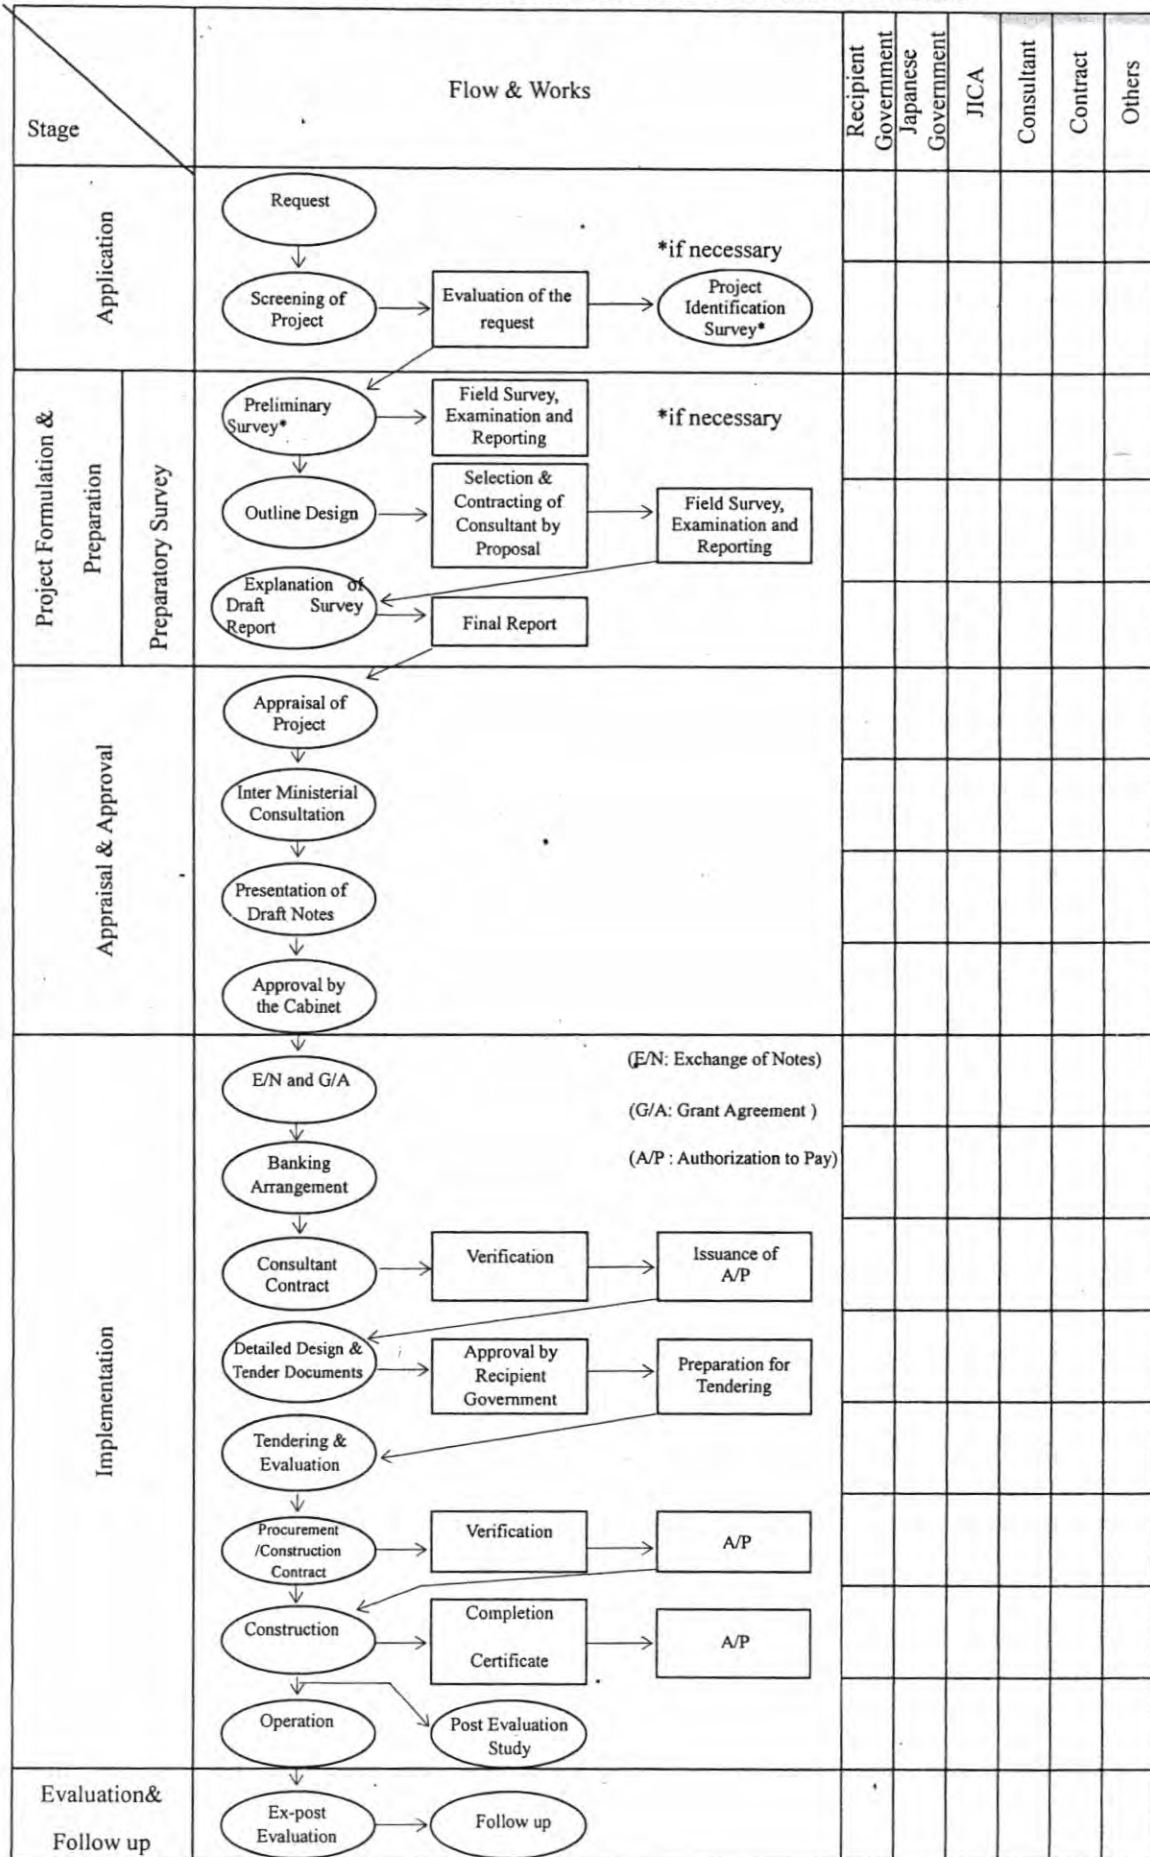 Stage
Flow & Works
Recipient
Government
Japanese
Government
JICA
Consultant
Contract
Others
Application
Request
*if necessary
Screening of
Project
Evaluation of the
request
Project
Identification
Survey*
Project Formulation &
Preparation
Preparatory Survey
Preliminary
Survey*
Field Survey,
Examination and
Reporting
*if necessary
Outline Design
Selection &
Contracting of
Consultant by
Proposal
Field Survey,
Examination and
Reporting
Explanation of
Draft Survey
Report
Final Report
Appraisal & Approval
Appraisal of
Project
Inter Ministerial
Consultation
Presentation of
Draft Notes
Approval by
the Cabinet
Implementation
E/N and G/A
(E/N: Exchange of Notes)
(G/A: Grant Agreement )
(A/P : Authorization to Pay)
Banking
Arrangement
Consultant
Contract
Verification
Issuance of
A/P
Detailed Design &
Tender Documents
Approval by
Recipient
Government
Preparation for
Tendering
Tendering &
Evaluation
Procurement
/Construction
Contract
Verification
A/P
Construction
Completion
Certificate
A/P
Operation
Post Evaluation
Study
Evaluation&
Follow up
Ex-post
Evaluation
Follow up